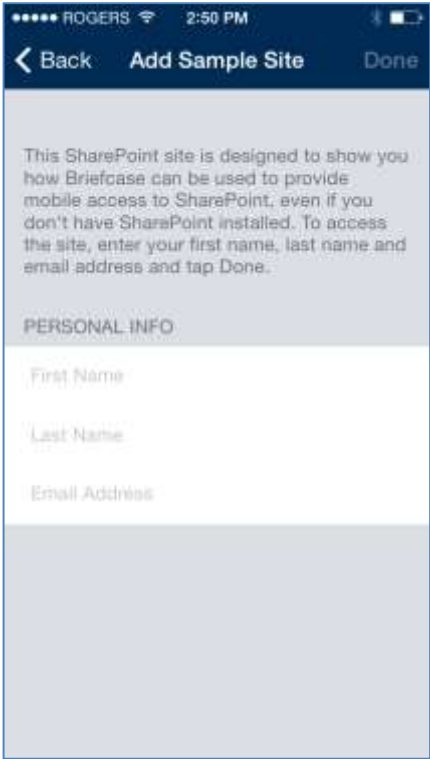 ROGERS 2:50 PM
Back Add Sample Site Done
This SharePoint site is designed to show you
how Briefcase can be used to provide
mobile access to SharePoint, even if you
don't have SharePoint installed. To access
the site, enter your first name, last name and
email address and tap Done.
PERSONAL INFO
First Name
Last Name
Email Address